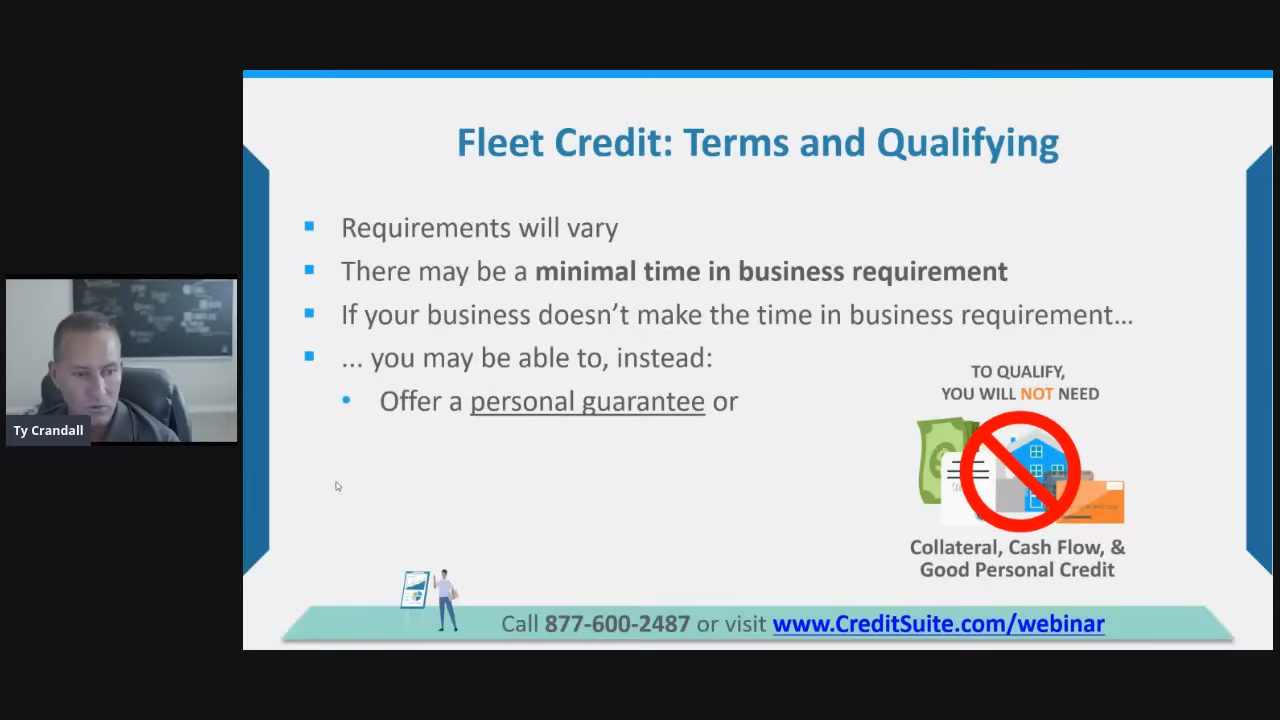 Fleet Credit: Terms and Qualifying
Requirements will vary
There may be a minimal time in business requirement
If your business doesn’t make the time in business requirement...
... you may be able to, instead:
Offer a personal guarantee or
TO QUALIFY,
YOU WILL NOT NEED
Collateral, Cash Flow, &
Good Personal Credit
Ty Crandall
Call 877-600-2487 or visit www.CreditSuite.com/webinar